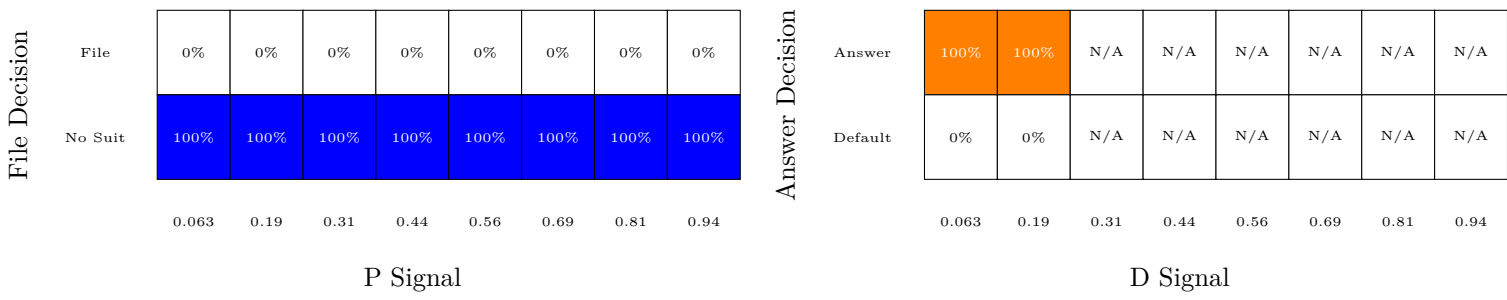 File Decision
File 0% 0% 0% 0% 0% 0% 0% 0%
No Suit 100% 100% 100% 100% 100% 100% 100% 100%
0.063 0.19 0.31 0.44 0.56 0.69 0.81 0.94
P Signal
Answer Decision
Answer 100% 100% N/A N/A N/A N/A N/A N/A
Default 0% 0% N/A N/A N/A N/A N/A N/A
0.063 0.19 0.31 0.44 0.56 0.69 0.81 0.94
D Signal